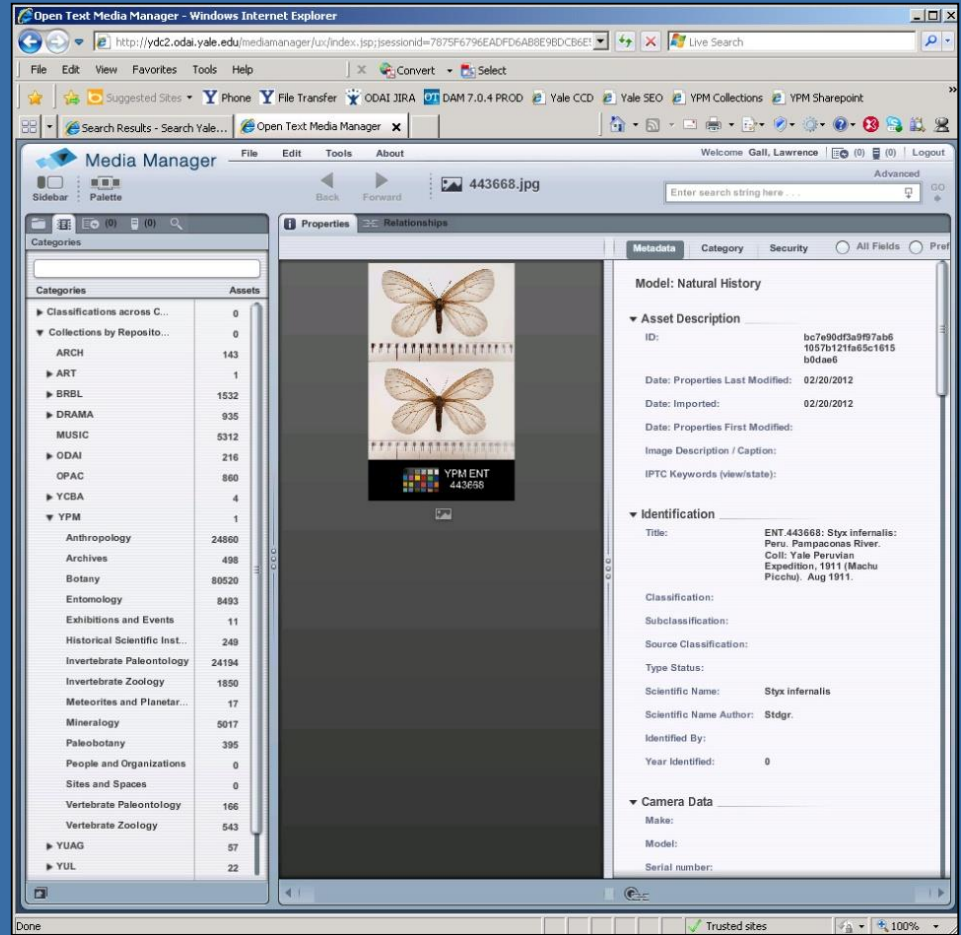 Open Text Media Manager - Windows Internet Explorer
http://ydc2.odai.yale.edu/mediamanager/ux/index.jsp;jsessionid=7875F6796EADFD6AB8E9BDCB6E
Live Search
File Edit View Favorites Tools Help
Convert Select
Suggested Sites Phone File Transfer ODAI JIRA OT DAM 7.0.4 PROD Yale CCD Yale SEO YPM Collections YPM Sharepoint
Search Results - Search Yale... Open Text Media Manager
Media Manager File Edit Tools About Welcome Gall, Lawrence (0) (0) Logout
Sidebar Palette Back Forward 443668.jpg Advanced
Enter search string here . . . GO
(0) (0) Properties Relationships
Categories
Metadata Category Security All Fields Pref
Categories Assets
Classifications across C... 0
Collections by Reposito... 0
ARCH 143
ART 1
BRBL 1532
DRAMA 935
MUSIC 5312
ODAI 216
OPAC 860
YCBA 4
YPM 1
Anthropology 24860
Archives 498
Botany 80520
Entomology 8493
Exhibitions and Events 11
Historical Scientific Inst... 249
Invertebrate Paleontology 24194
Invertebrate Zoology 1850
Meteorites and Planetar... 17
Mineralogy 5017
Paleobotany 395
People and Organizations 0
Sites and Spaces 0
Vertebrate Paleontology 166
Vertebrate Zoology 543
YUAG 57
YUL 22
YPM ENT
443668
Model: Natural History
Asset Description
ID: bc7e90df3a9f97ab6
1057b121fa65c1615
b0dae6
Date: Properties Last Modified: 02/20/2012
Date: Imported: 02/20/2012
Date: Properties First Modified:
Image Description / Caption:
IPTC Keywords (view/state):
Identification
Title: ENT.443668: Styx infernalis:
Peru. Pampaconas River.
Coll: Yale Peruvian
Expedition, 1911 (Machu
Picchu). Aug 1911.
Classification:
Subclassification:
Source Classification:
Type Status:
Scientific Name: Styx infernalis
Scientific Name Author: Stdgr.
Identified By:
Year Identified: 0
Camera Data
Make:
Model:
Serial number:
Done Trusted sites 100%